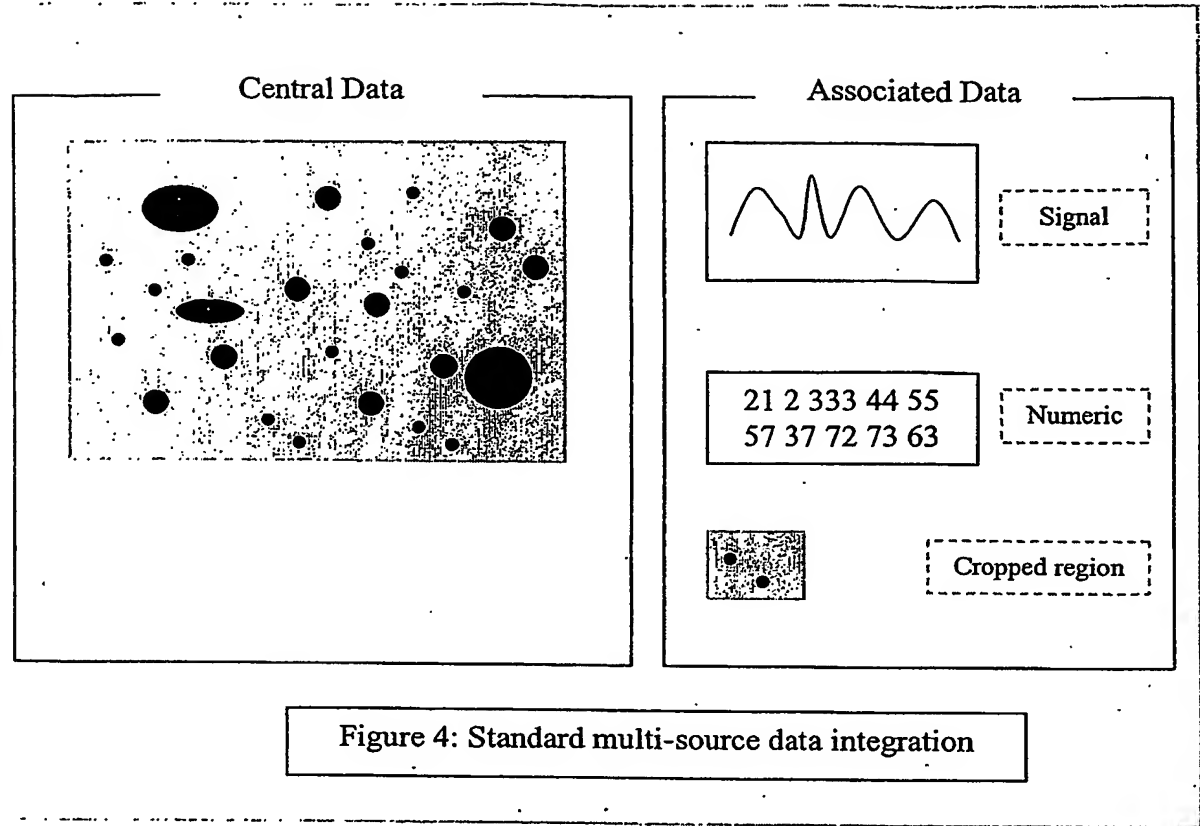 Central Data
Associated Data
Signal
21 2 333 44 55
57 37 72 73 63
Numeric
Cropped region
Figure 4: Standard multi-source data integration